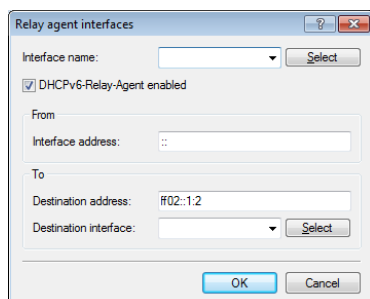 Relay agent interfaces
Interface name: Select
DHCPv6-Relay-Agent enabled
From
Interface address: ::
To
Destination address: ff02::1:2
Destination interface: Select
OK Cancel